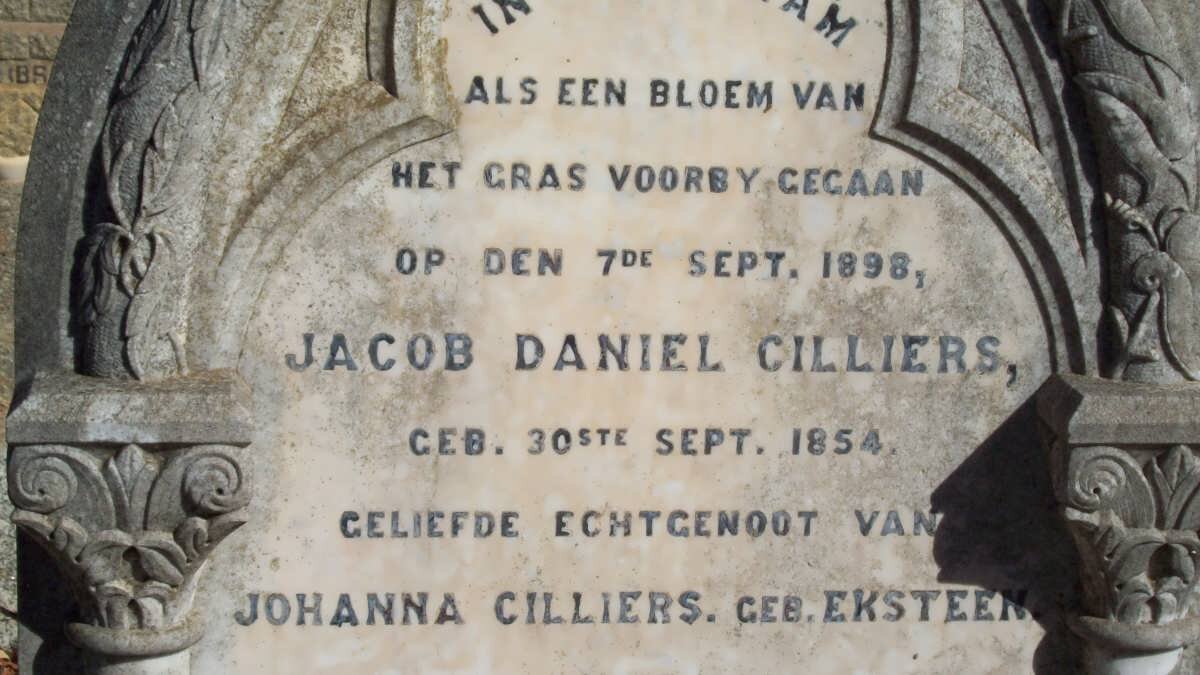 IN
ALS EEN BLOEM VAN
HET GRAS VOORBY GEGAAN
OP DEN 7DE SEPT. 1898,
JACOB DANIEL CILLIERS,
GEB. 30STE SEPT. 1854.
GELIEFDE ECHTGENOOT VAN
JOHANNA CILLIERS. GEB. EKSTEEN.